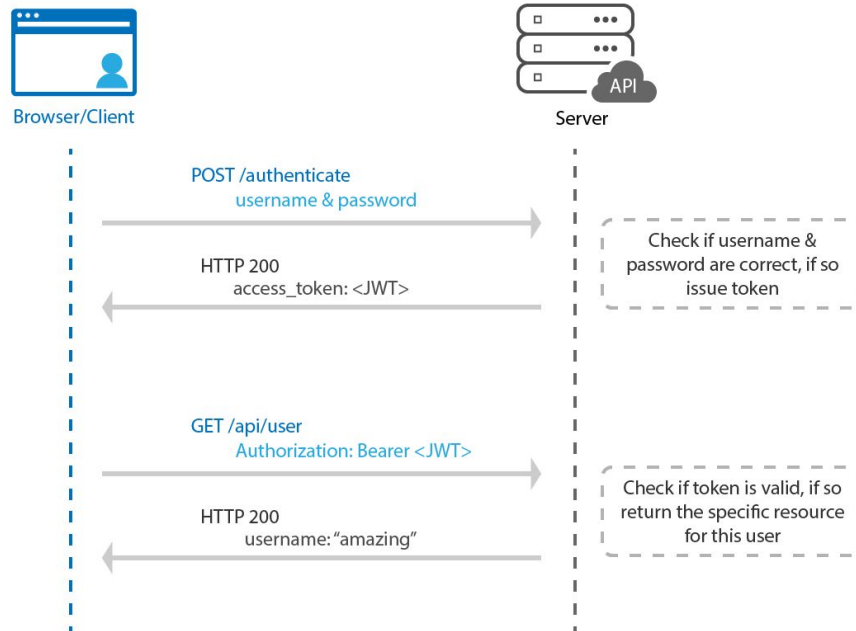 API
Browser/Client
Server
POST /authenticate
username & password
Check if username &
password are correct, if so
issue token
HTTP 200
access_token: <JWT>
GET /api/user
Authorization: Bearer <JWT>
Check if token is valid, if so
return the specific resource
for this user
HTTP 200
username: “amazing”